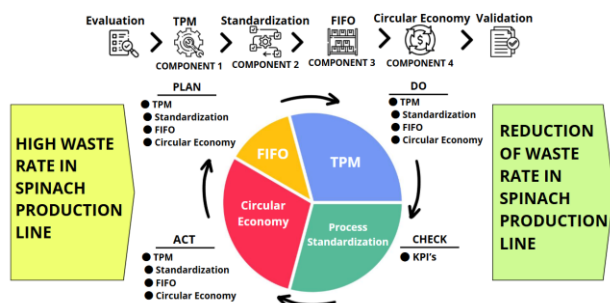 Evaluation
TPM
Standardization
FIFO
Circular Economy
Validation
COMPONENT 1
COMPONENT 2
COMPONENT 3
COMPONENT 4
HIGH WASTE
RATE IN
SPINACH
PRODUCTION
LINE
PLAN
● TPM
● Standardization
● FIFO
● Circular Economy
DO
● TPM
● Standardization
● FIFO
● Circular Economy
FIFO
TPM
Circular
Economy
Process
Standardization
ACT
● TPM
● Standardization
● FIFO
● Circular Economy
CHECK
● KPI's
REDUCTION
OF WASTE
RATE IN
SPINACH
PRODUCTION
LINE